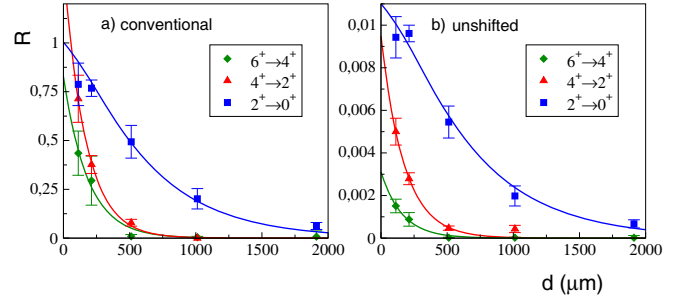 a) conventional
R
1
0,75
0,5
0,25
0
6⁺→4⁺
4⁺→2⁺
2⁺→0⁺
0 500 1000 1500 2000
b) unshifted
0,01
0,008
0,006
0,004
0,002
0
6⁺→4⁺
4⁺→2⁺
2⁺→0⁺
0 500 1000 1500 2000
d (μm)